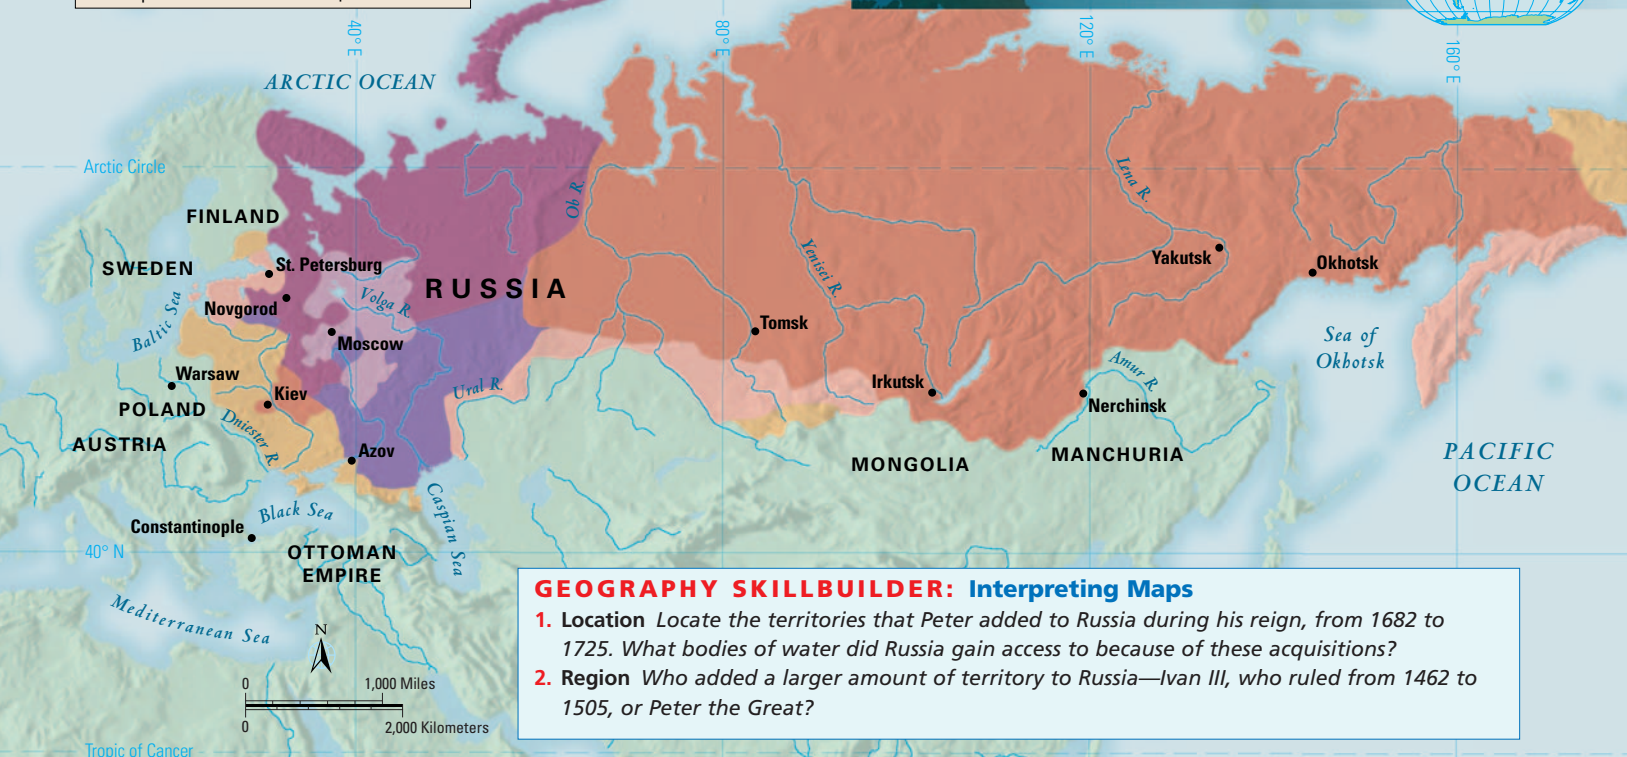 40° E
80° E
120° E
160° E
ARCTIC OCEAN
Arctic Circle
FINLAND
SWEDEN
St. Petersburg
Novgorod
Baltic Sea
Volga R.
RUSSIA
Ob R.
Yenisei R.
Lena R.
Yakutsk
Okhotsk
Moscow
Tomsk
Sea of
Okhotsk
Warsaw
POLAND
Kiev
Ural R.
Irkutsk
Amur R.
Nerchinsk
AUSTRIA
Dniester R.
Azov
MONGOLIA
MANCHURIA
PACIFIC
OCEAN
Constantinople
Black Sea
Caspian Sea
40° N
OTTOMAN
EMPIRE
Mediterranean Sea
N
0
1,000 Miles
0
2,000 Kilometers
Tropic of Cancer
GEOGRAPHY SKILLBUILDER: Interpreting Maps
1. Location Locate the territories that Peter added to Russia during his reign, from 1682 to
1725. What bodies of water did Russia gain access to because of these acquisitions?
2. Region Who added a larger amount of territory to Russia—Ivan III, who ruled from 1462 to
1505, or Peter the Great?